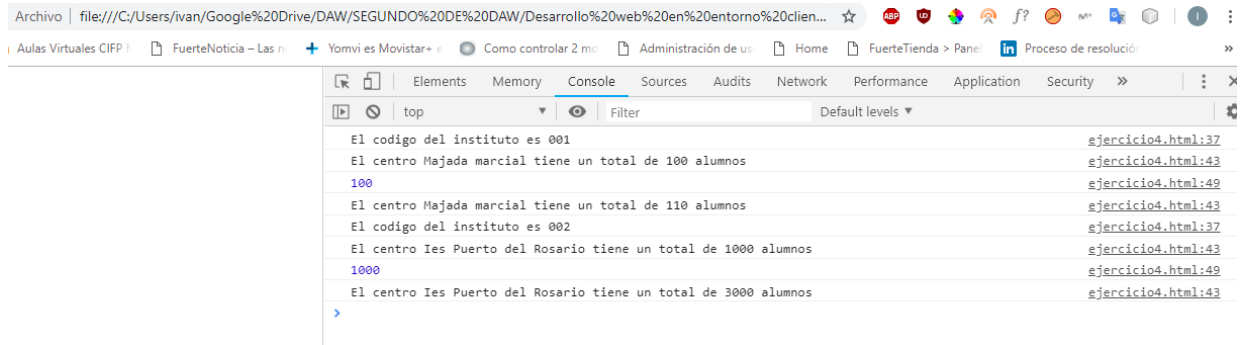 Archivo | file:///C:/Users/ivan/Google%20Drive/DAW/SEGUNDO%20DE%20DAW/Desarrollo%20web%20en%20entorno%20clien...
Aulas Virtuales CIFP FuerteNoticia – Las Yomvi es Movistar+ Como controlar 2 Administración de Home FuerteTienda > Panel Proceso de
Elements Memory Console Sources Audits Network Performance Application Security »
top Filter Default levels ▼
El codigo del instituto es 001 ejercicio4.html:37
El centro Majada marcial tiene un total de 100 alumnos ejercicio4.html:43
100 ejercicio4.html:49
El centro Majada marcial tiene un total de 110 alumnos ejercicio4.html:43
El codigo del instituto es 002 ejercicio4.html:37
El centro Ies Puerto del Rosario tiene un total de 1000 alumnos ejercicio4.html:43
1000 ejercicio4.html:49
El centro Ies Puerto del Rosario tiene un total de 3000 alumnos ejercicio4.html:43